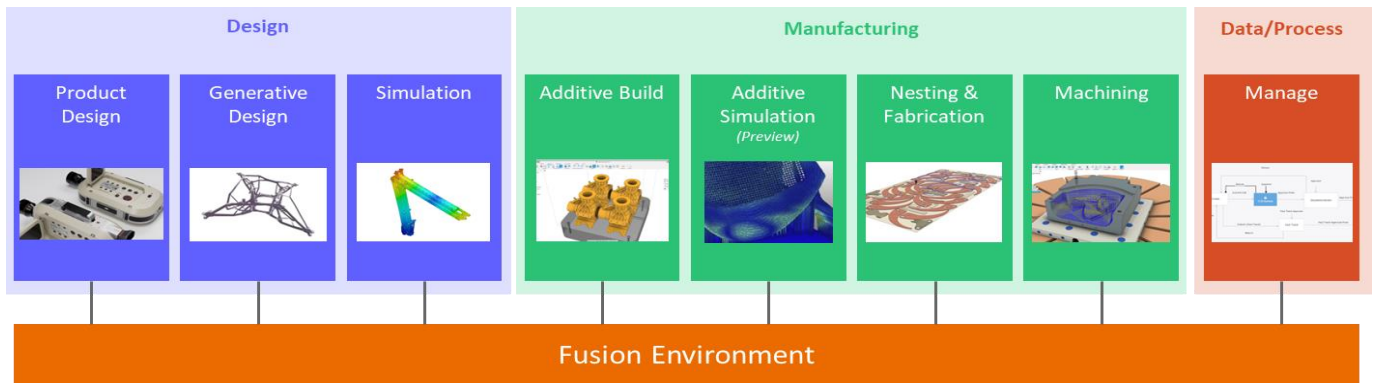 Design
Manufacturing
Data/Process
Product
Design
Generative
Design
Simulation
Additive Build
Additive
Simulation
(Preview)
Nesting &
Fabrication
Machining
Manage
Fusion Environment